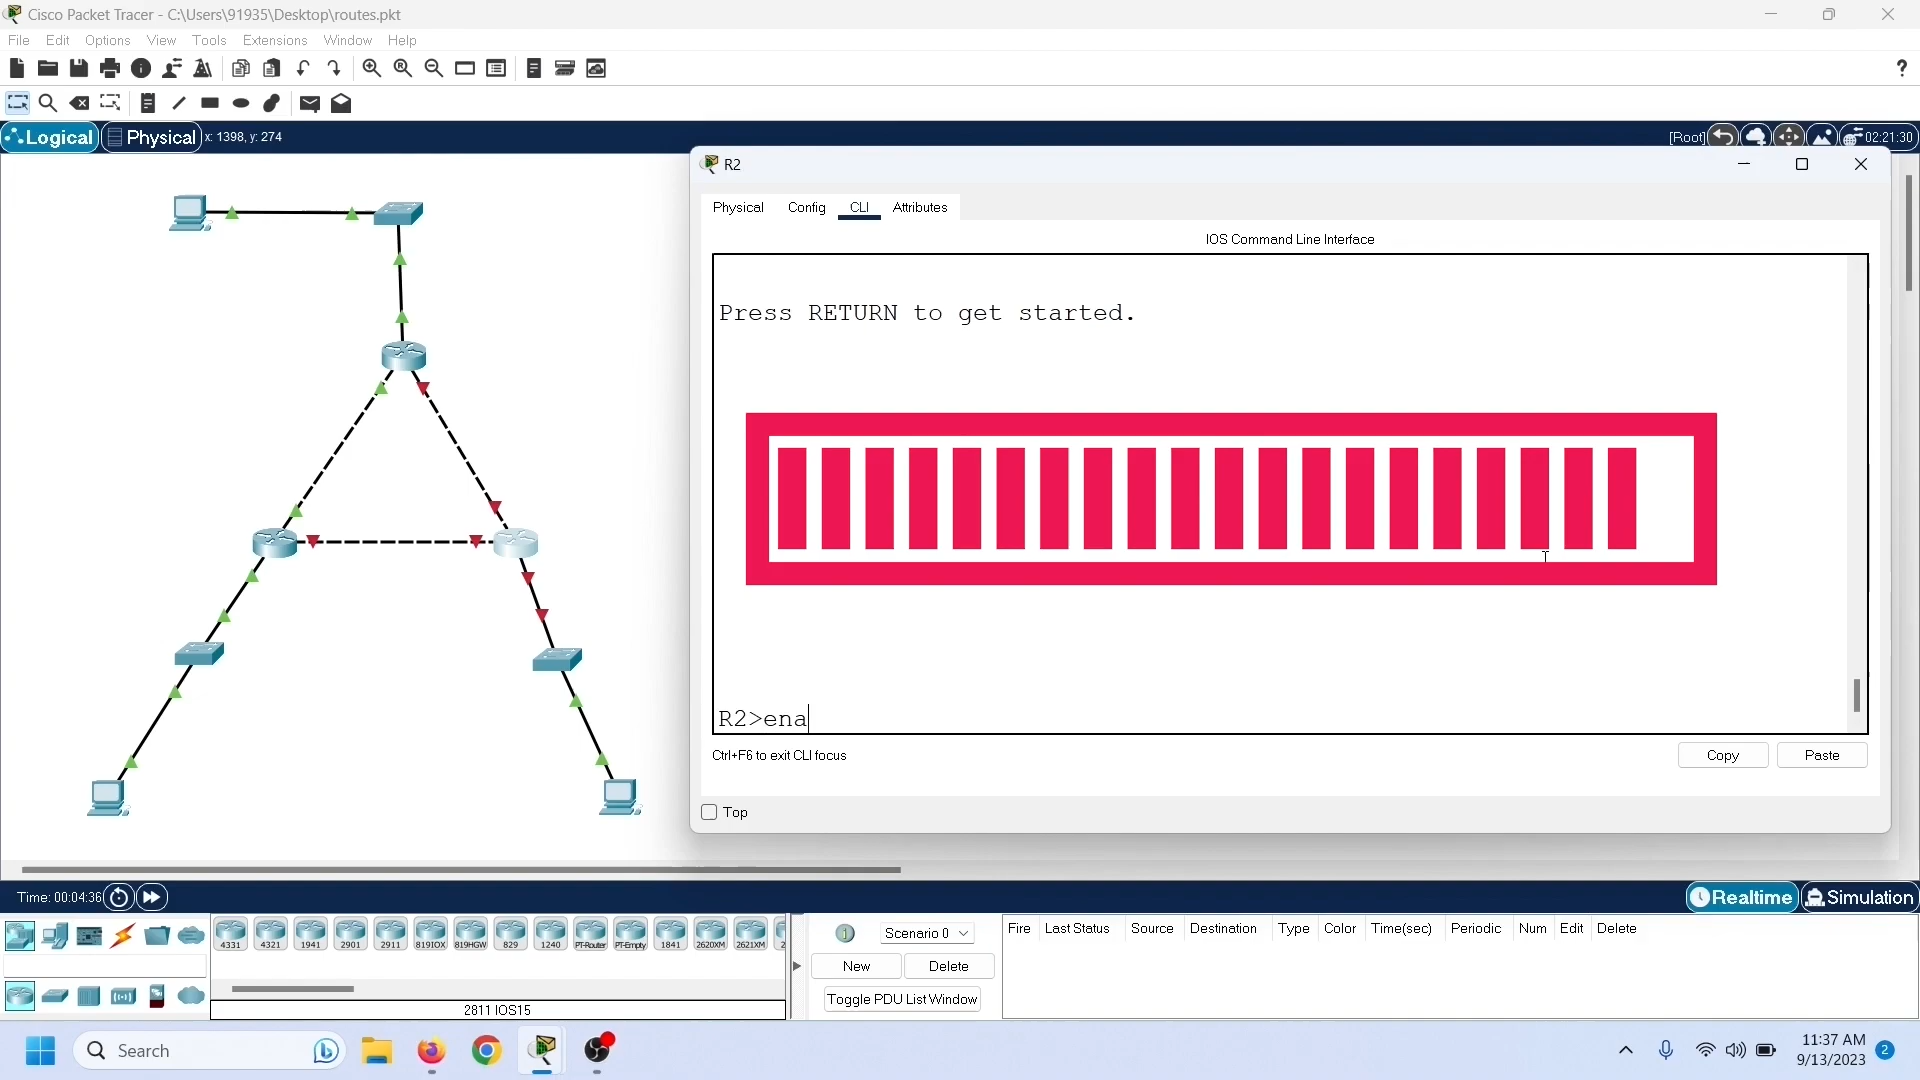 Cisco Packet Tracer - C:\Users\91935\Desktop\routes.pkt
File Edit Options View Tools Extensions Window Help
?
Logical Physical x: 1398, y: 274 [Root] 02:21:30
R2
Physical Config CLI Attributes
IOS Command Line Interface
Press RETURN to get started.
R2>ena
Ctrl+F6 to exit CLI focus
Copy Paste
Top
Time: 00:04:36 Realtime Simulation
4331 4321 1941 2901 2911 819IOX 819HGW 829 1240 PT-Router PT-Empty 1841 2620XM 2621XM 2
2811 IOS15
1 Scenario 0
New Delete
Toggle PDU List Window
Fire Last Status Source Destination Type Color Time(sec) Periodic Num Edit Delete
Search
11:37 AM
9/13/2023 2